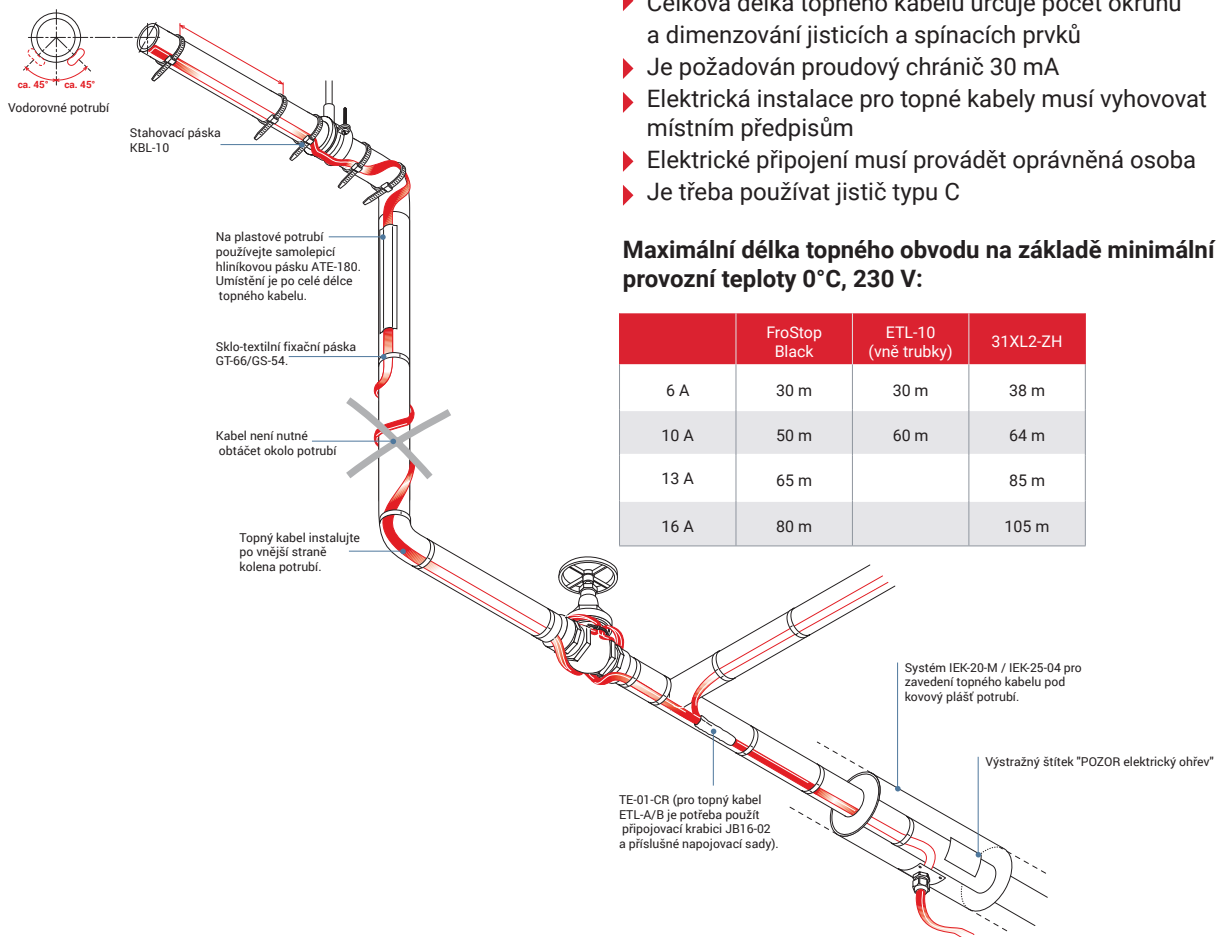 Celková délka topného kabelu určuje počet okruhů
a dimenzování jisticích a spínacích prvků
Je požadován proudový chránič 30 mA
Elektrická instalace pro topné kabely musí vyhovovat
místním předpisům
Elektrické připojení musí provádět oprávněná osoba
Je třeba používat jistič typu C
Maximální délka topného obvodu na základě minimální
provozní teploty 0°C, 230 V:
FroStop
Black
ETL-10
(vně trubky)
31XL2-ZH
6 A 30 m 30 m 38 m
10 A 50 m 60 m 64 m
13 A 65 m 85 m
16 A 80 m 105 m
ca. 45° ca. 45°
Vodorovné potrubí
Stahovací páska
KBL-10
Na plastové potrubí
používejte samolepicí
hliníkovou pásku ATE-180.
Umístění je po celé délce
topného kabelu.
Sklo-textilní fixační páska
GT-66/GS-54.
Kabel není nutné
obtáčet okolo potrubí
Topný kabel instalujte
po vnější straně
kolena potrubí.
Systém IEK-20-M / IEK-25-04 pro
zavedení topného kabelu pod
kovový plášť potrubí.
Výstražný štítek "POZOR elektrický ohřev"
TE-01-CR (pro topný kabel
ETL-A/B je potřeba použít
připojovací krabici JB16-02
a příslušné napojovací sady).